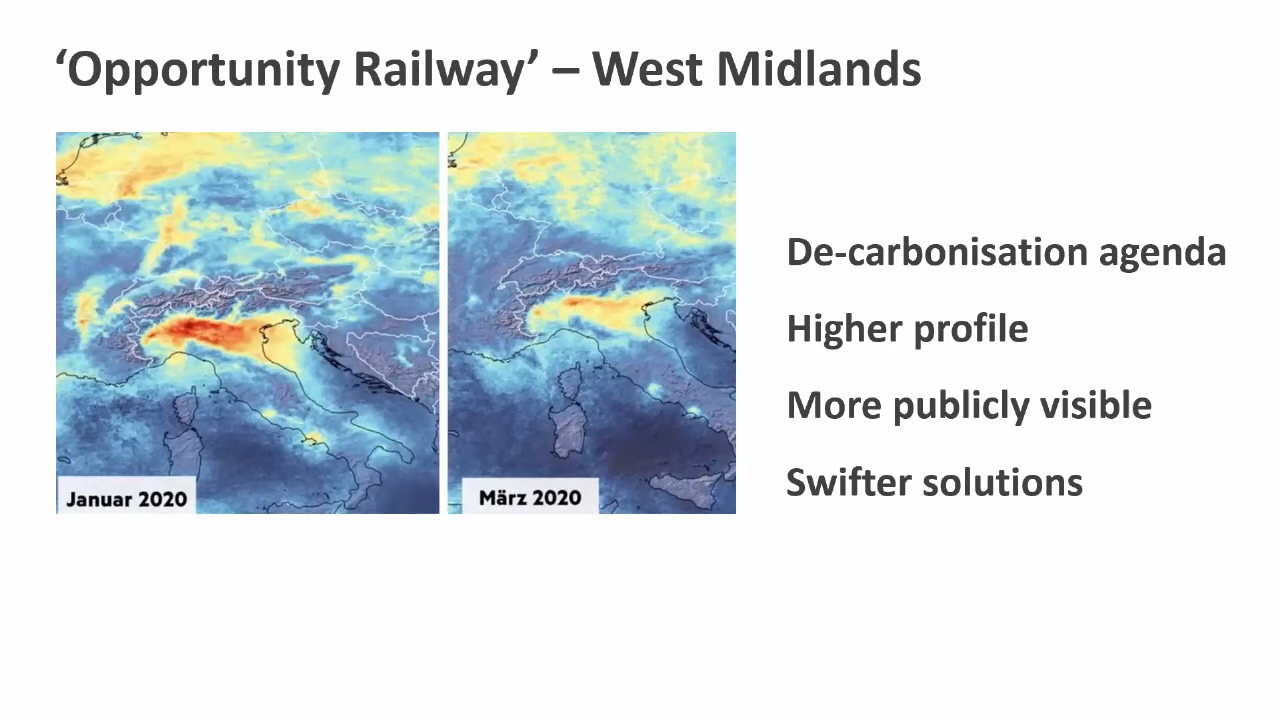 ‘Opportunity Railway’ – West Midlands
Januar 2020
März 2020
De-carbonisation agenda
Higher profile
More publicly visible
Swifter solutions